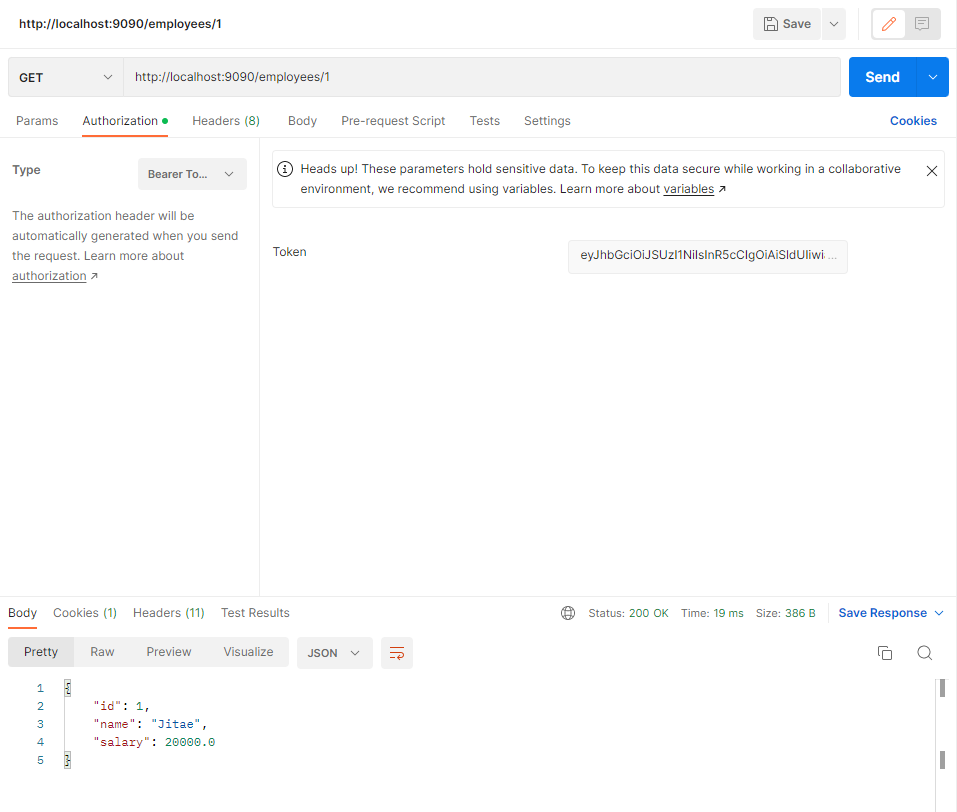 http://localhost:9090/employees/1
Save
GET
http://localhost:9090/employees/1
Send
Params
Authorization
Headers (8)
Body
Pre-request Script
Tests
Settings
Cookies
Type
Bearer To...
The authorization header will be
automatically generated when you send
the request. Learn more about
authorization ↗
Heads up! These parameters hold sensitive data. To keep this data secure while working in a collaborative
environment, we recommend using variables. Learn more about variables ↗
Token
eyJhbGciOiJSUzI1NiIsInR5cCIgOiAiSldUIiwi...
Body
Cookies (1)
Headers (11)
Test Results
Status: 200 OK
Time: 19 ms
Size: 386 B
Save Response
Pretty
Raw
Preview
Visualize
JSON
1 {
2 "id": 1,
3 "name": "Jitae",
4 "salary": 20000.0
5 }